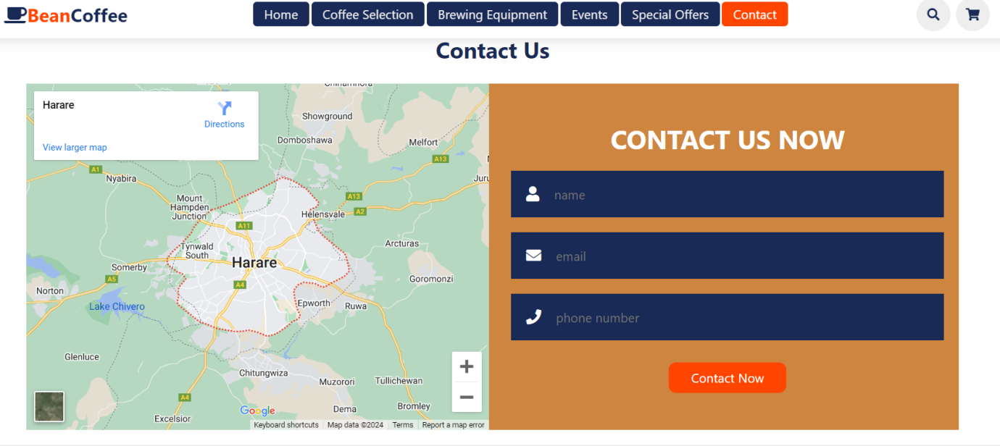 BeanCoffee
Home Coffee Selection Brewing Equipment Events Special Offers Contact
Contact Us
Harare
Directions
View larger map
Showground
Domboshawa
Melfort
A13
A1
Nyabira
Mount
Hampden
Junction
A13
Helensvale
A2
A11
Arcturas
Tynwald
South
Harare
Somerby
A5
A4
Goromonzi
Norton
Lake Chivero
Epworth
Ruwa
Glenluce
Chitungwiza
Muzorori
Tullichewan
A4
Bromley
Google
Dema
Excelsior
Keyboard shortcuts Map data ©2024 Terms Report a map error
CONTACT US NOW
name
email
phone number
Contact Now